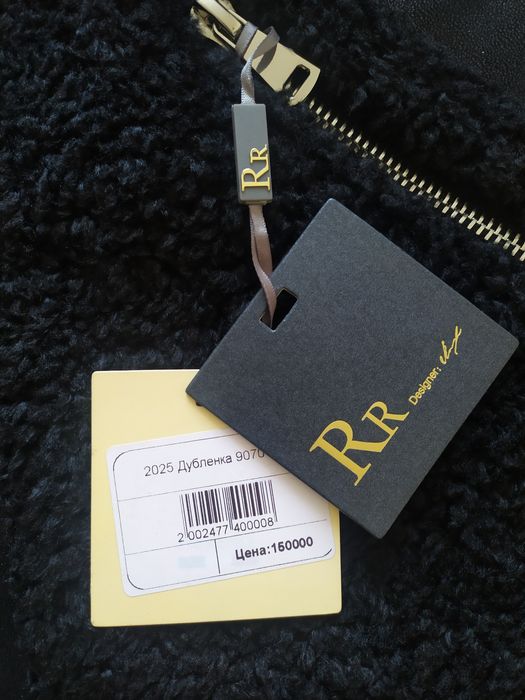 RR
RR
Designer:
2025 Дубленка 9070
2 002477 400008
Цена:150000